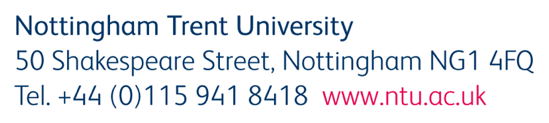 Nottingham Trent University
50 Shakespeare Street, Nottingham NG1 4FQ
Tel. +44 (0)115 941 8418 www.ntu.ac.uk